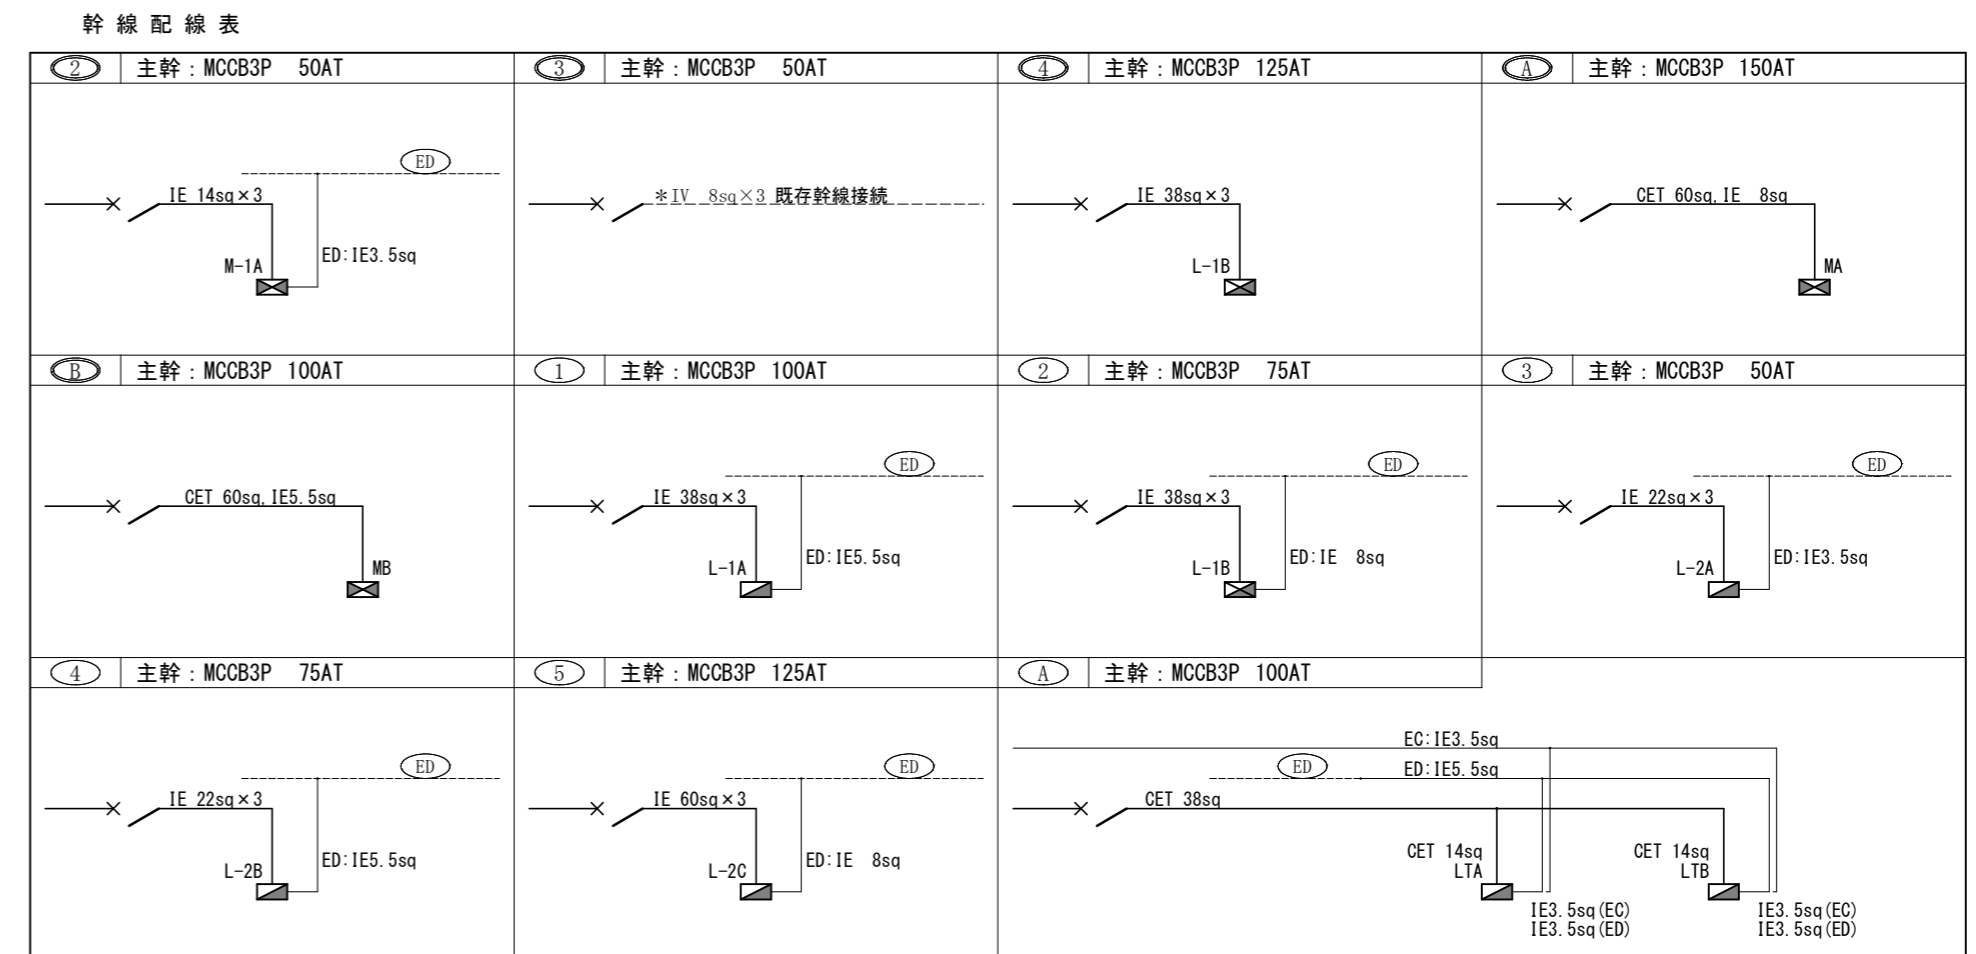 幹線配線表
2 主幹：MCCB3P 50AT
ED
IE 14sq×3
ED:IE3.5sq
M-1A
3 主幹：MCCB3P 50AT
＊IV 8sq×3 既存幹線接続
4 主幹：MCCB3P 125AT
IE 38sq×3
L-1B
A 主幹：MCCB3P 150AT
CET 60sq,IE 8sq
MA
B 主幹：MCCB3P 100AT
CET 60sq,IE5.5sq
MB
1 主幹：MCCB3P 100AT
ED
IE 38sq×3
ED:IE5.5sq
L-1A
2 主幹：MCCB3P 75AT
ED
IE 38sq×3
ED:IE 8sq
L-1B
3 主幹：MCCB3P 50AT
ED
IE 22sq×3
ED:IE3.5sq
L-2A
4 主幹：MCCB3P 75AT
ED
IE 22sq×3
ED:IE5.5sq
L-2B
5 主幹：MCCB3P 125AT
ED
IE 60sq×3
ED:IE 8sq
L-2C
A 主幹：MCCB3P 100AT
EC:IE3.5sq
ED ED:IE5.5sq
CET 38sq
CET 14sq
LTA
IE3.5sq(EC)
IE3.5sq(ED)
CET 14sq
LTB
IE3.5sq(EC)
IE3.5sq(ED)